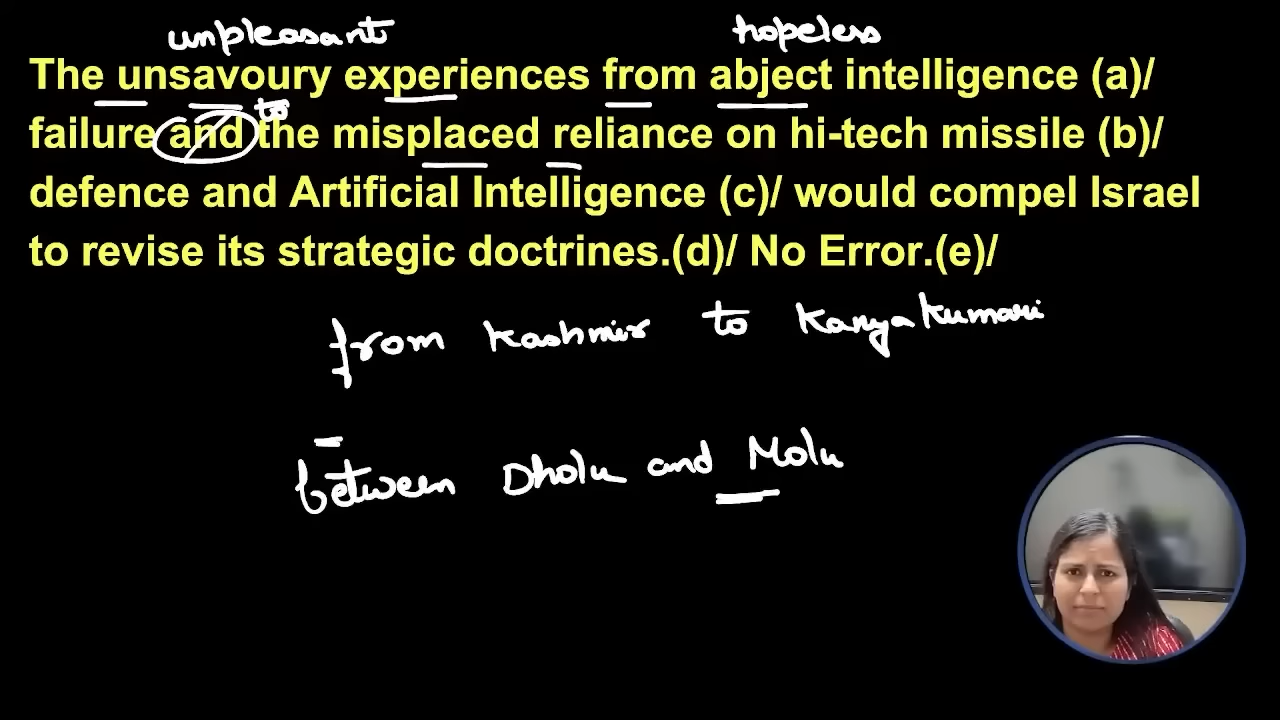 unpleasant hopeless
The unsavoury experiences from abject intelligence (a)/
to
failure and the misplaced reliance on hi-tech missile (b)/
defence and Artificial Intelligence (c)/ would compel Israel
to revise its strategic doctrines.(d)/ No Error.(e)/
from Kashmir to Kanyakumari
between Dholu and Molu